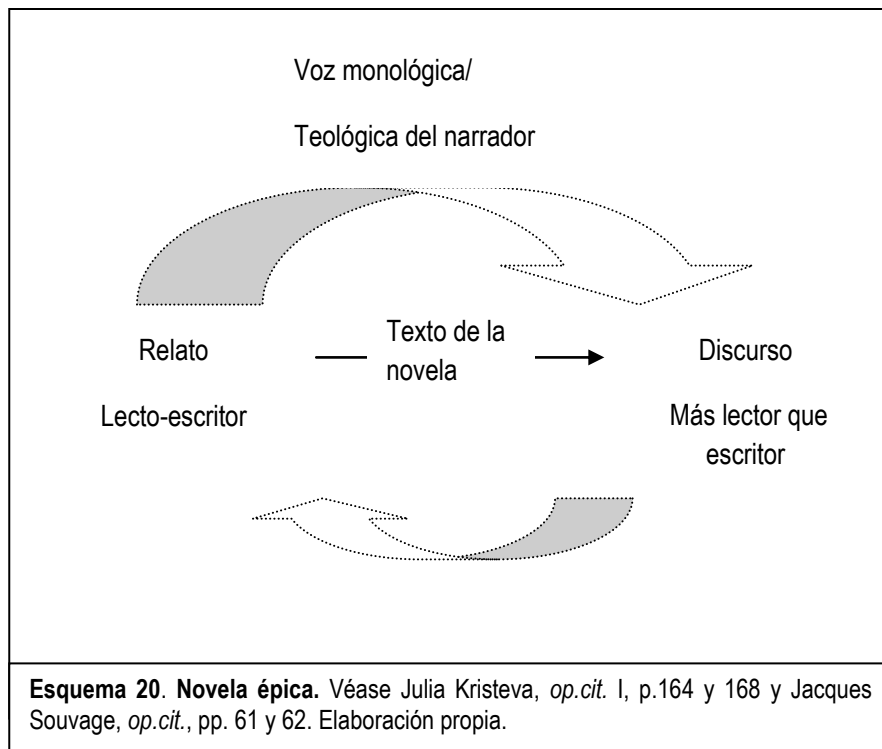 Voz monológica/
Teológica del narrador
Relato
Texto de la
novela
Discurso
Lecto-escritor
Más lector que
escritor
Esquema 20. Novela épica. Véase Julia Kristeva, op.cit. I, p.164 y 168 y Jacques
Souvage, op.cit., pp. 61 y 62. Elaboración propia.